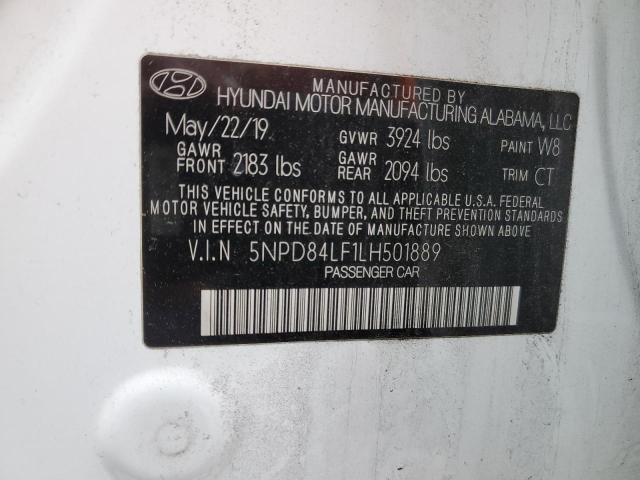 MANUFACTURED BY
HYUNDAI MOTOR MANUFACTURING ALABAMA, LLC
May/22/19 GVWR 3924 lbs PAINT W8
GAWR FRONT 2183 lbs GAWR REAR 2094 lbs TRIM CT
THIS VEHICLE CONFORMS TO ALL APPLICABLE U.S.A. FEDERAL
MOTOR VEHICLE SAFETY, BUMPER, AND THEFT PREVENTION
STANDARDS IN EFFECT ON THE DATE OF MANUFACTURE SHOWN ABOVE.
V.I.N 5NPD84LF1LH501889
PASSENGER CAR